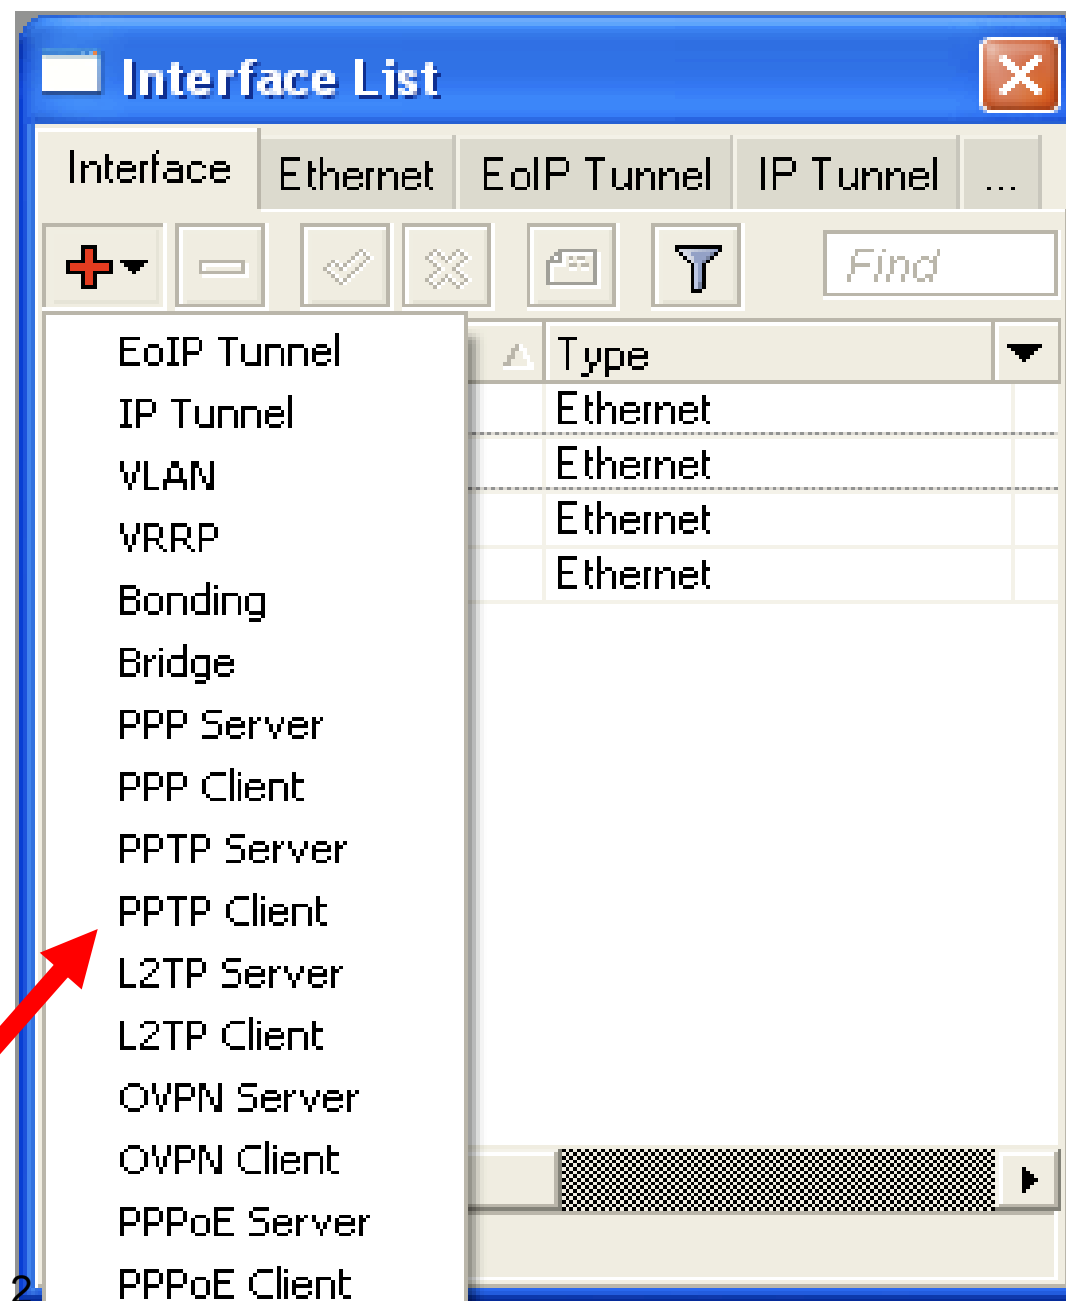 Interface List
Interface Ethernet EoIP Tunnel IP Tunnel ...
Find
Type
Ethernet
Ethernet
Ethernet
Ethernet
EoIP Tunnel
IP Tunnel
VLAN
VRRP
Bonding
Bridge
PPP Server
PPP Client
PPTP Server
PPTP Client
L2TP Server
L2TP Client
OVPN Server
OVPN Client
PPPoE Server
PPPoE Client
2